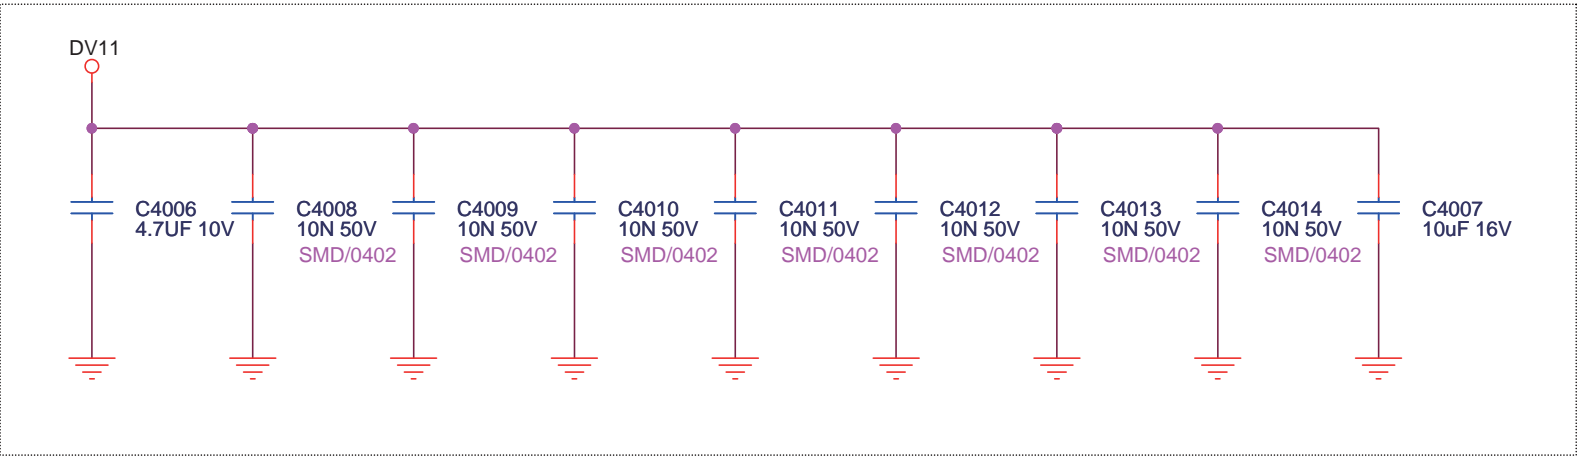 DV11
C4006
4.7UF 10V
C4008
10N 50V
SMD/0402
C4009
10N 50V
SMD/0402
C4010
10N 50V
SMD/0402
C4011
10N 50V
SMD/0402
C4012
10N 50V
SMD/0402
C4013
10N 50V
SMD/0402
C4014
10N 50V
SMD/0402
C4007
10uF 16V